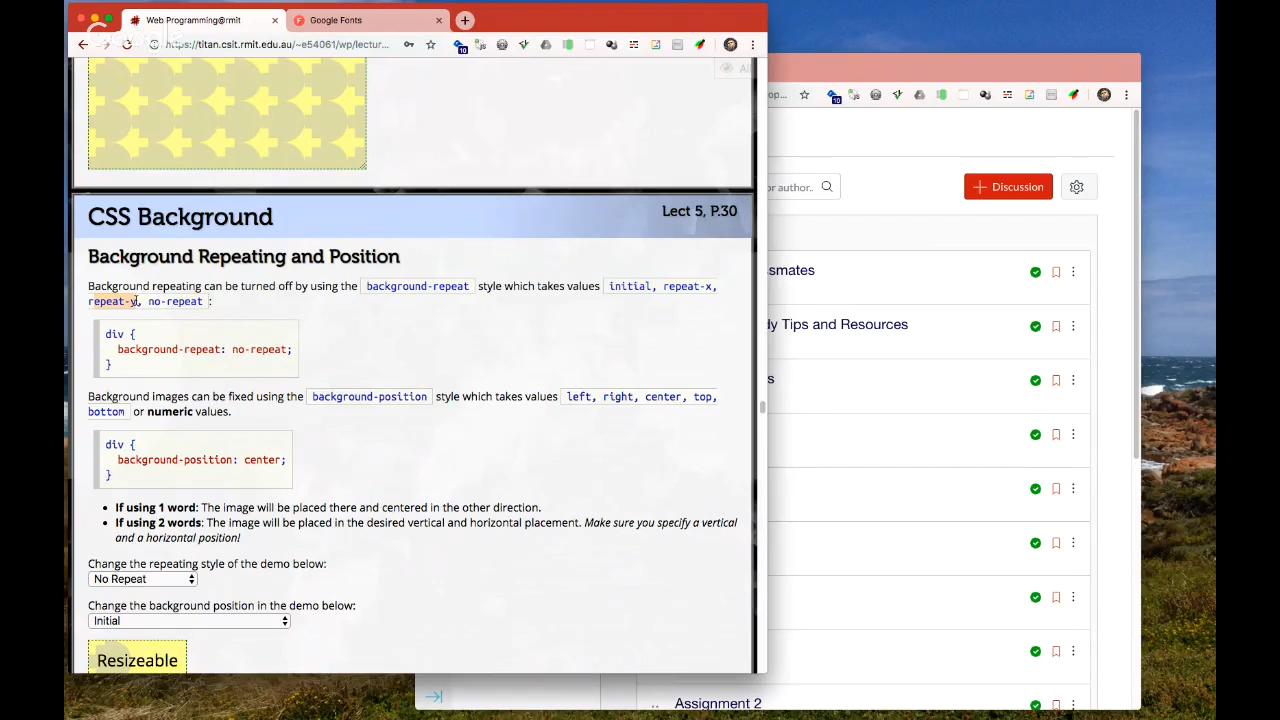 Web Programming@rmit
Google Fonts
Google
https://titan.csit.rmit.edu.au/~e54061/wp/lectur...
10
All
op...
10
CSS Background
Lect 5, P.30
or author..
Discussion
Background Repeating and Position
Background repeating can be turned off by using the background-repeat style which takes values initial, repeat-x,
repeat-y, no-repeat :
div {
background-repeat: no-repeat;
}
Background images can be fixed using the background-position style which takes values left, right, center, top,
bottom or numeric values.
div {
background-position: center;
}
• If using 1 word: The image will be placed there and centered in the other direction.
• If using 2 words: The image will be placed in the desired vertical and horizontal placement. Make sure you specify a vertical
and a horizontal position!
Change the repeating style of the demo below:
No Repeat
Change the background position in the demo below:
Initial
Resizeable
ssmates
dy Tips and Resources
s
Assignment 2